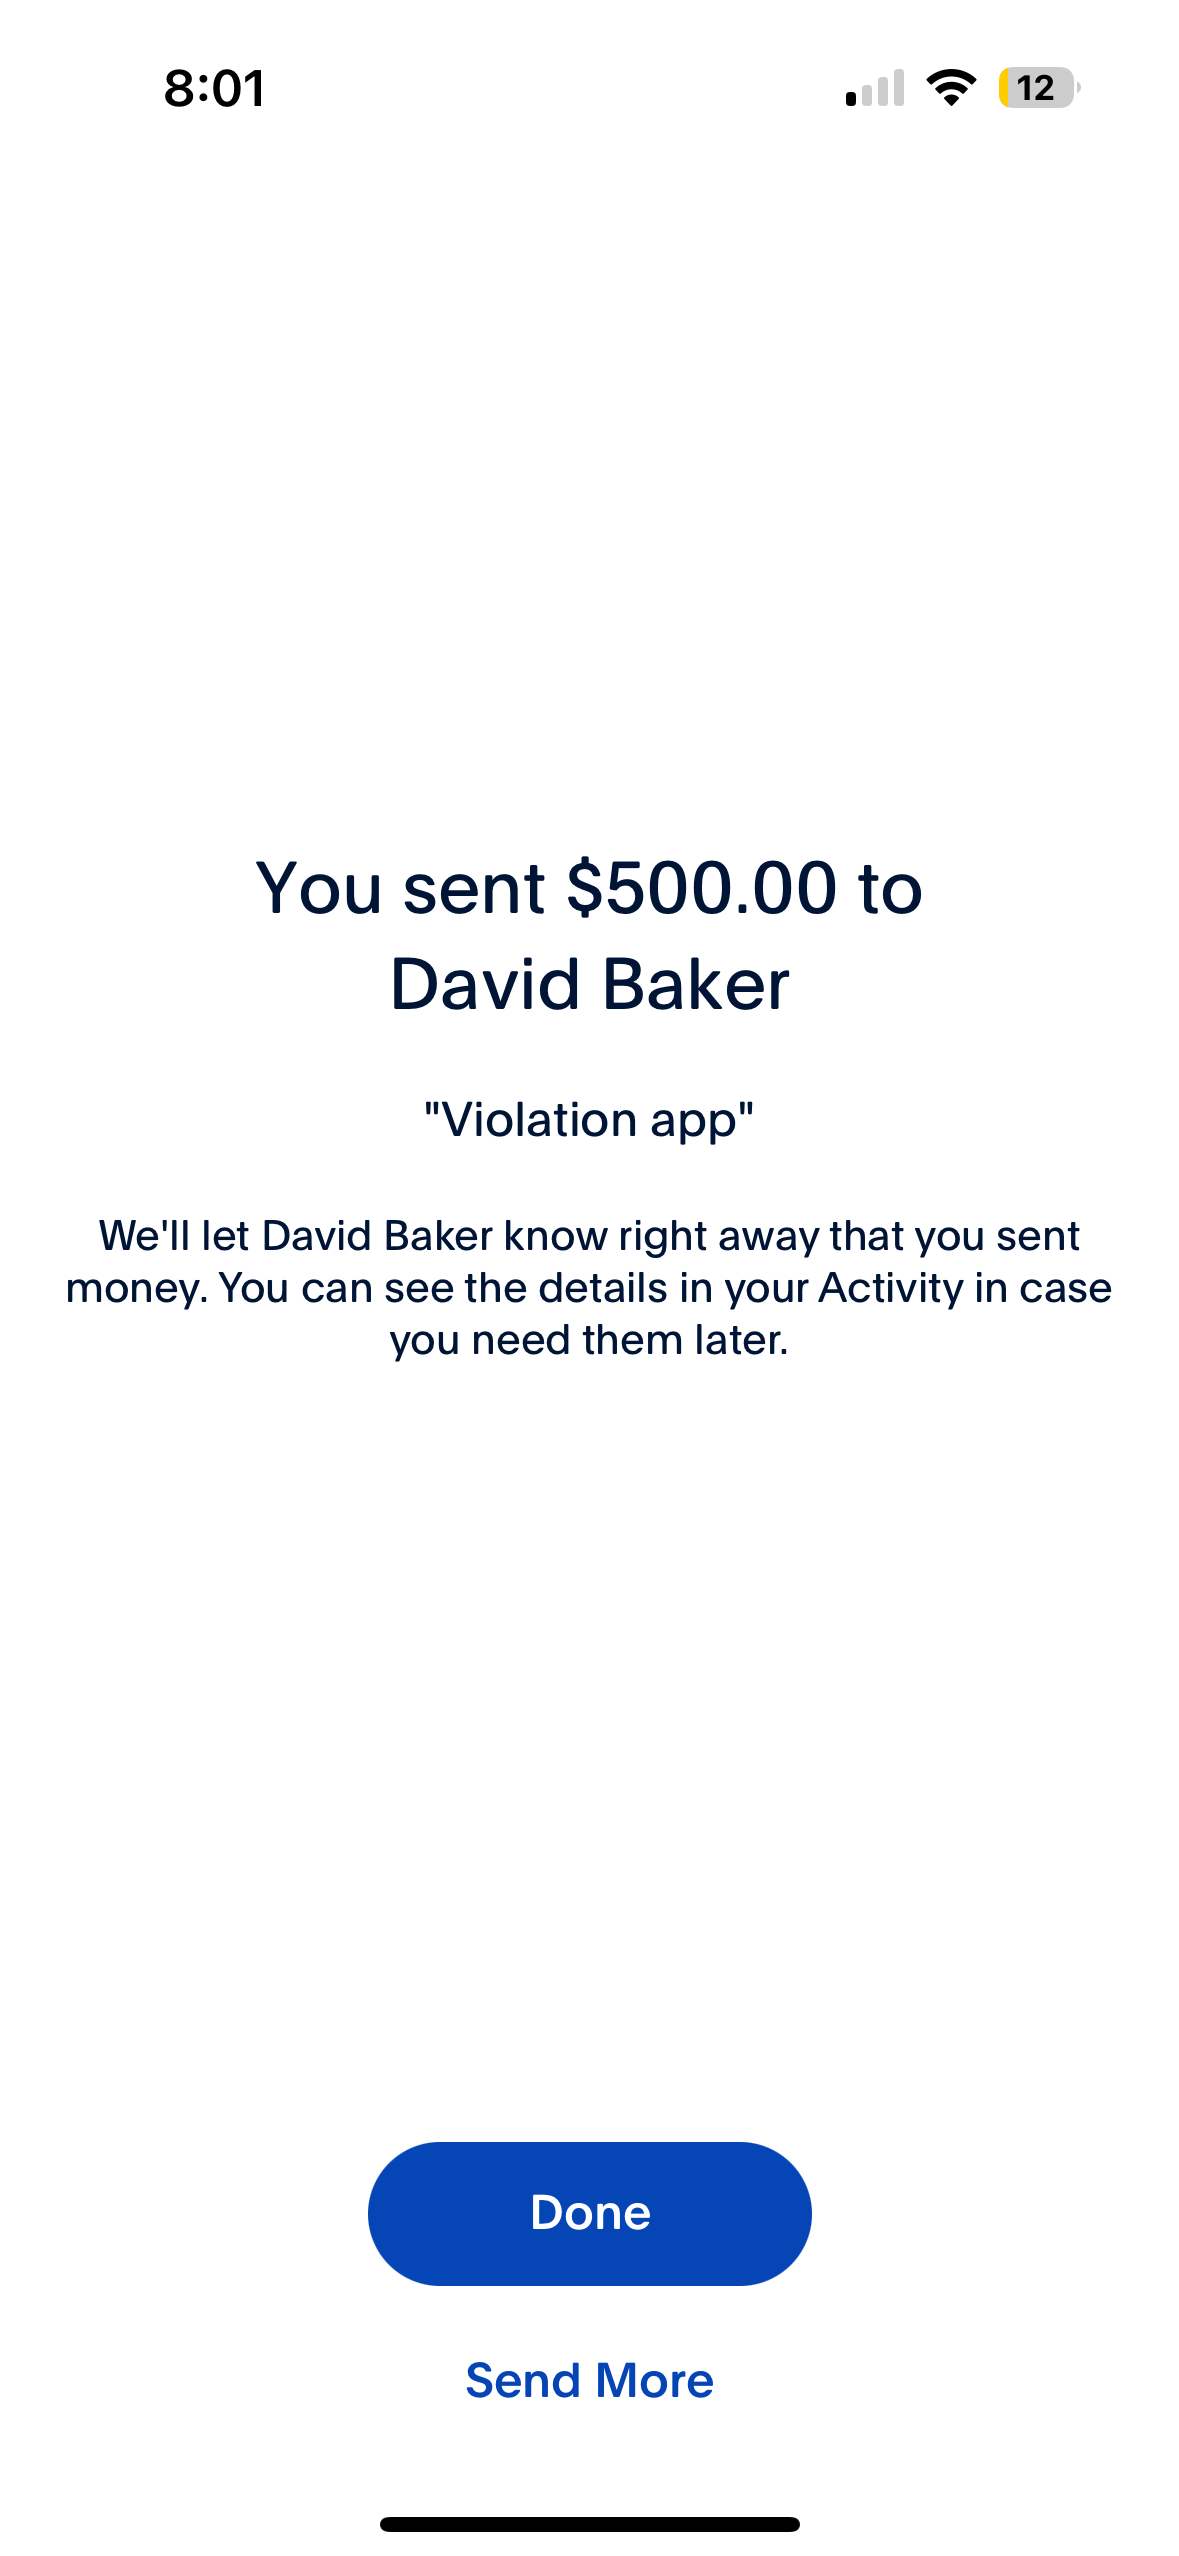 8:01
12
You sent $500.00 to
David Baker
"Violation app"
We'll let David Baker know right away that you sent
money. You can see the details in your Activity in case
you need them later.
Done
Send More